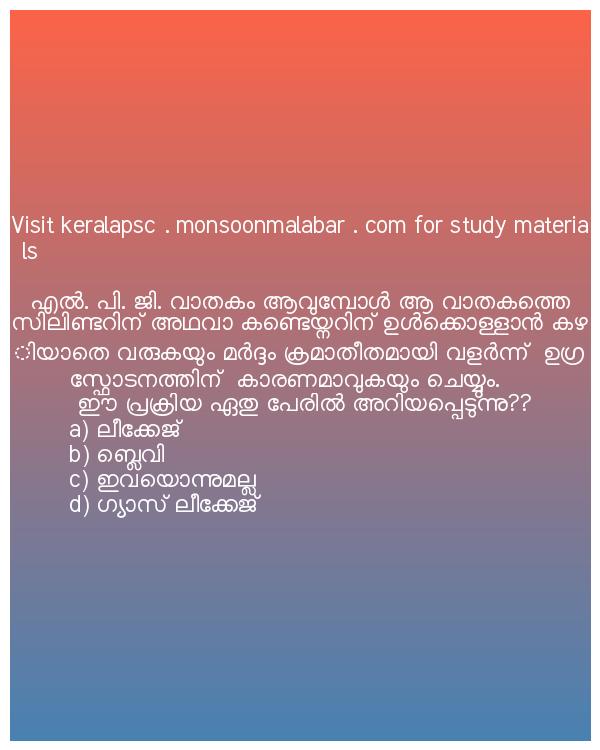 Visit keralapsc . monsoonmalabar . com for study materia
ls
എൽ. പി. ജി. വാതകം ആവുമ്പോൾ ആ വാതകത്തെ
സിലിണ്ടറിന് അഥവാ കണ്ടെയ്നറിന് ഉൾക്കൊള്ളാൻ കഴ
ിയാതെ വരുകയും മർദ്ദം ക്രമാതീതമായി വളർന്ന് ഉഗ്ര
സ്ഫോടനത്തിന് കാരണമാവുകയും ചെയ്യും.
ഈ പ്രക്രിയ ഏതു പേരിൽ അറിയപ്പെടുന്നു??
a) ലീക്കേജ്
b) ബ്ലെവി
c) ഇവയൊന്നുമല്ല
d) ഗ്യാസ് ലീക്കേജ്